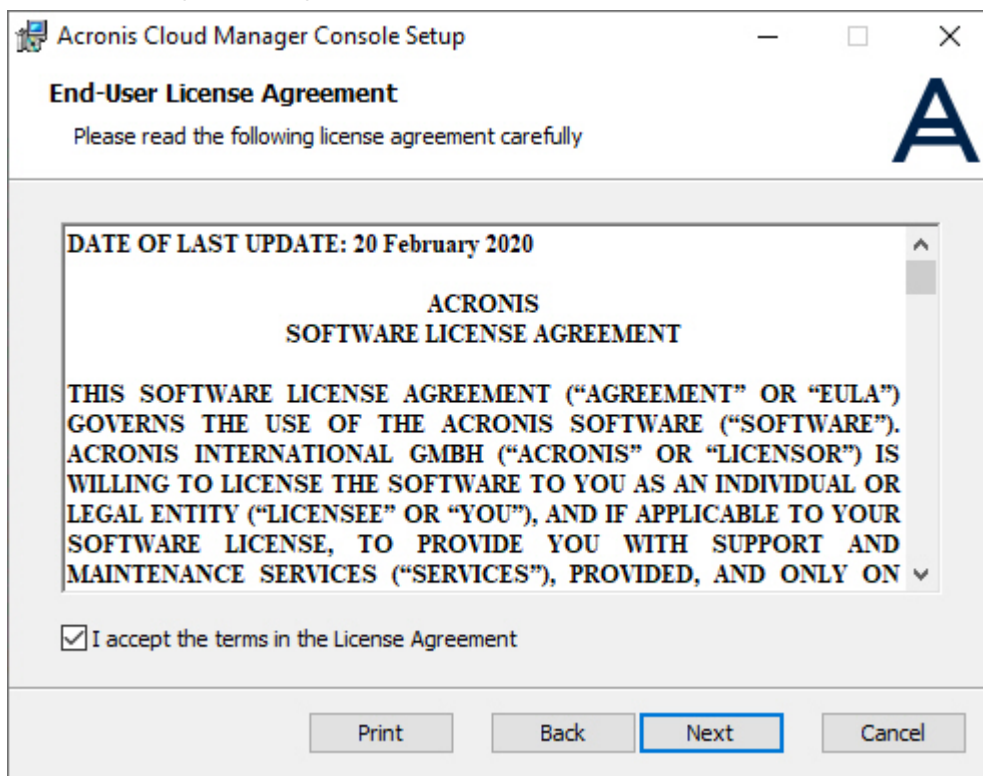 Acronis Cloud Manager Console Setup
End-User License Agreement
Please read the following license agreement carefully
DATE OF LAST UPDATE: 20 February 2020
ACRONIS
SOFTWARE LICENSE AGREEMENT
THIS SOFTWARE LICENSE AGREEMENT (“AGREEMENT” OR “EULA”)
GOVERNS THE USE OF THE ACRONIS SOFTWARE (“SOFTWARE”).
ACRONIS INTERNATIONAL GMBH (“ACRONIS” OR “LICENSOR”) IS
WILLING TO LICENSE THE SOFTWARE TO YOU AS AN INDIVIDUAL OR
LEGAL ENTITY (“LICENSEE” OR “YOU”), AND IF APPLICABLE TO YOUR
SOFTWARE LICENSE, TO PROVIDE YOU WITH SUPPORT AND
MAINTENANCE SERVICES (“SERVICES”), PROVIDED, AND ONLY ON
I accept the terms in the License Agreement
Print Back Next Cancel